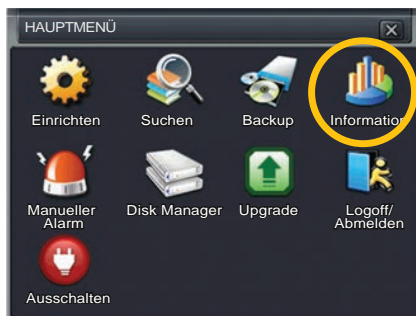 HAUPTMENÜ
Einrichten Suchen Backup Information
Manueller Disk Manager Upgrade Logoff/
Alarm Abmelden
Ausschalten